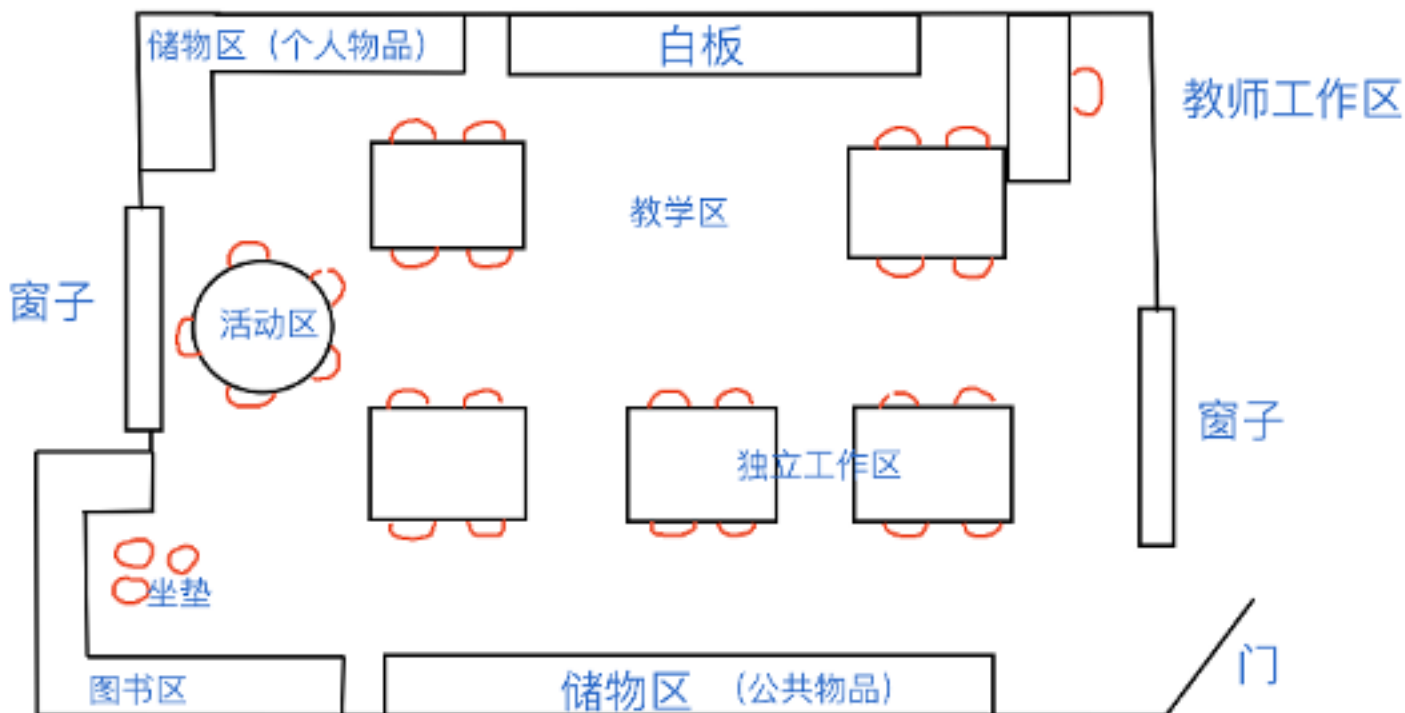 储物区（个人物品）
白板
教师工作区
教学区
窗子
活动区
窗子
独立工作区
坐垫
门
图书区
储物区 （公共物品）